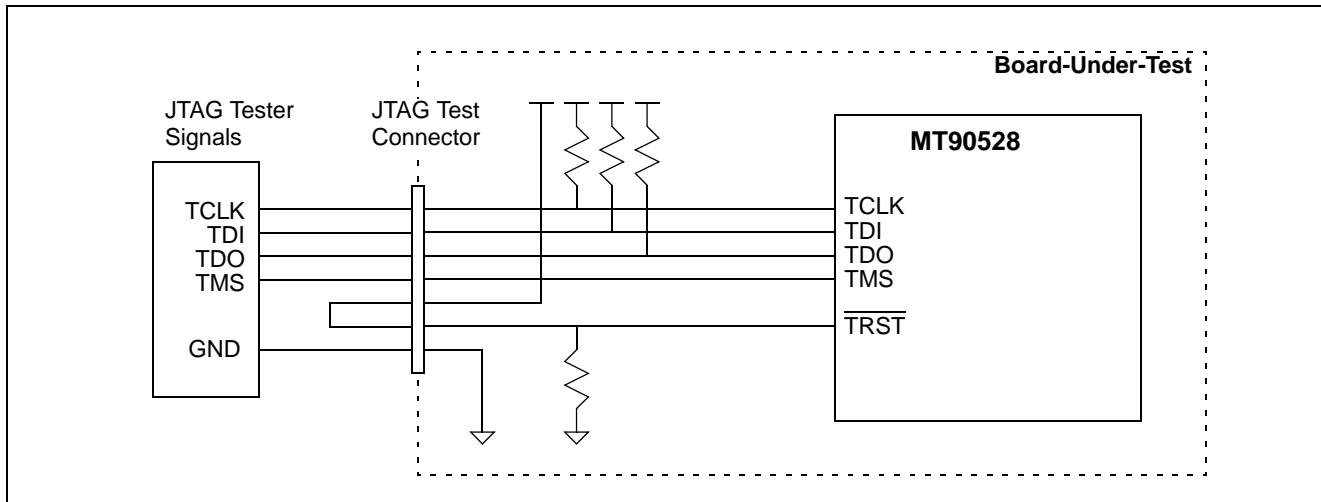 Board-Under-Test
JTAG Tester
Signals
JTAG Test
Connector
MT90528
TCLK
TDI
TDO
TMS
GND
TCLK
TDI
TDO
TMS
TRST